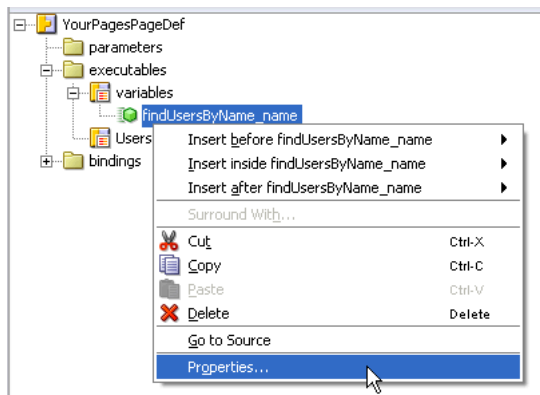 YourPagesPageDef
parameters
executables
variables
findUsersByName_name
Users
bindings
Insert before findUsersByName_name
Insert inside findUsersByName_name
Insert after findUsersByName_name
Surround With...
Cut Ctrl-X
Copy Ctrl-C
Paste Ctrl-V
Delete Delete
Go to Source
Properties...